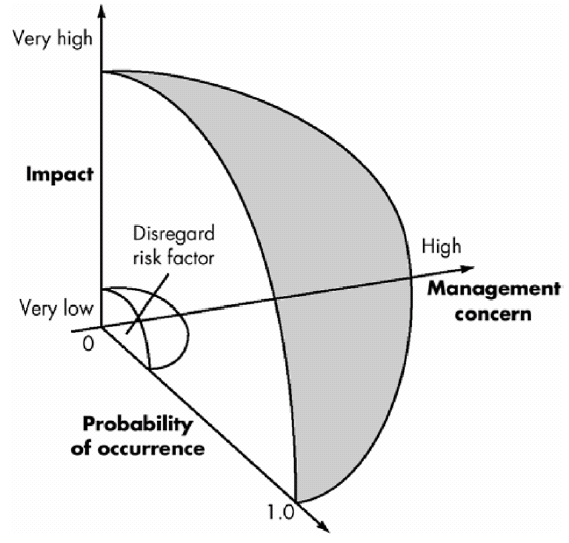 Very high
Impact
Disregard
risk factor
High
Management
concern
Very low
0
Probability
of occurrence
1.0